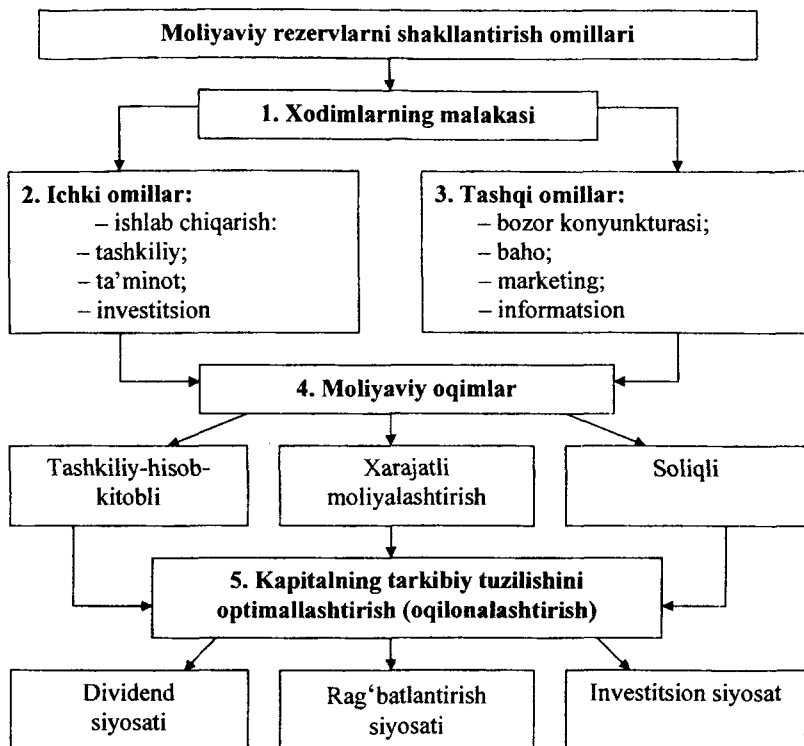 Moliyaviy rezervlarni shakllantirish omillari
1. Xodimlarning malakasi
2. Ichki omillar:
– ishlab chiqarish:
– tashkiliy;
– ta’minot;
– investitsion
3. Tashqi omillar:
– bozor konyunkturasi;
– baho;
– marketing;
– informatsion
4. Moliyaviy oqimlar
Tashkiliy-hisob-
kitobli
Xarajatli
moliyalashtirish
Soliqli
5. Kapitalning tarkibiy tuzilishini
optimallashtirish (oqilonalashtirish)
Dividend
siyosati
Rag‘batlantirish
siyosati
Investitsion siyosat